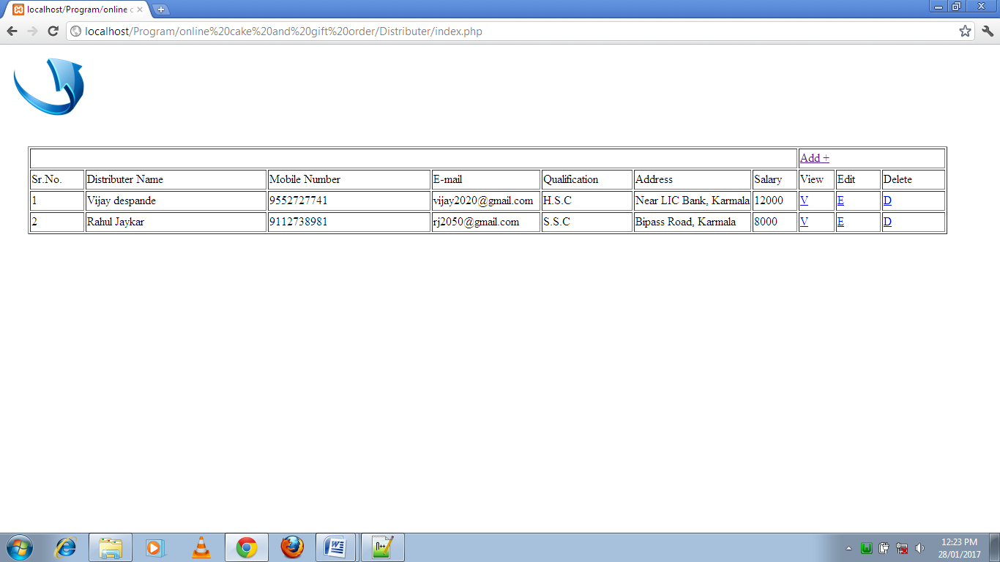 localhost/Program/online c
localhost/Program/online%20cake%20and%20gift%20order/Distributer/index.php
Add +
Sr.No. Distributer Name Mobile Number E-mail Qualification Address Salary View Edit Delete
1 Vijay despande 9552727741 vijay2020@gmail.com H.S.C Near LIC Bank, Karmala 12000 V E D
2 Rahul Jaykar 9112738981 rj2050@gmail.com S.S.C Bipass Road, Karmala 8000 V E D
12:23 PM
28/01/2017